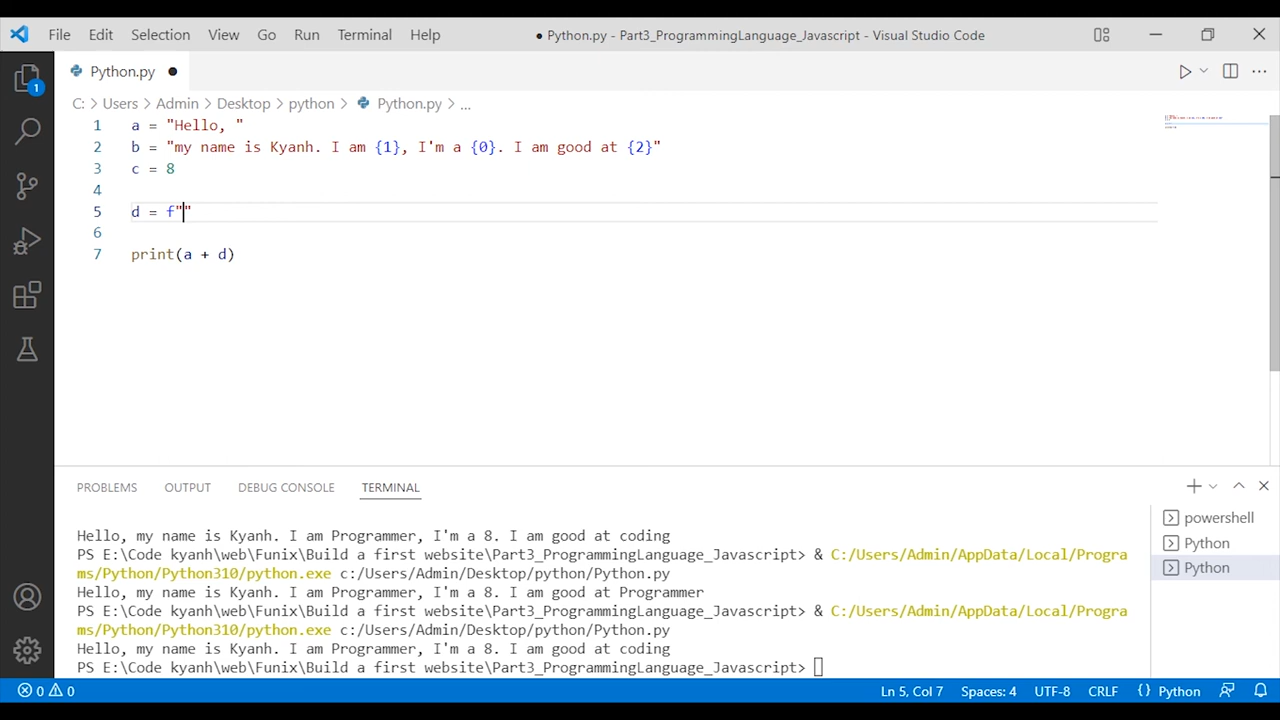 File Edit Selection View Go Run Terminal Help ● Python.py - Part3_ProgrammingLanguage_Javascript - Visual Studio Code
1
Python.py ●
C: > Users > Admin > Desktop > python > Python.py > ...
1 a = "Hello, "
2 b = "my name is Kyanh. I am {1}, I'm a {0}. I am good at {2}"
3 c = 8
4
5 d = f""
6
7 print(a + d)
PROBLEMS OUTPUT DEBUG CONSOLE TERMINAL
Hello, my name is Kyanh. I am Programmer, I'm a 8. I am good at coding
PS E:\Code kyanh\web\Funix\Build a first website\Part3_ProgrammingLanguage_Javascript> & C:/Users/Admin/AppData/Local/Progra
ms/Python/Python310/python.exe c:/Users/Admin/Desktop/python/Python.py
Hello, my name is Kyanh. I am Programmer, I'm a 8. I am good at Programmer
PS E:\Code kyanh\web\Funix\Build a first website\Part3_ProgrammingLanguage_Javascript> & C:/Users/Admin/AppData/Local/Progra
ms/Python/Python310/python.exe c:/Users/Admin/Desktop/python/Python.py
Hello, my name is Kyanh. I am Programmer, I'm a 8. I am good at coding
PS E:\Code kyanh\web\Funix\Build a first website\Part3_ProgrammingLanguage_Javascript>
powershell
Python
Python
0 0 Ln 5, Col 7 Spaces: 4 UTF-8 CRLF {} Python